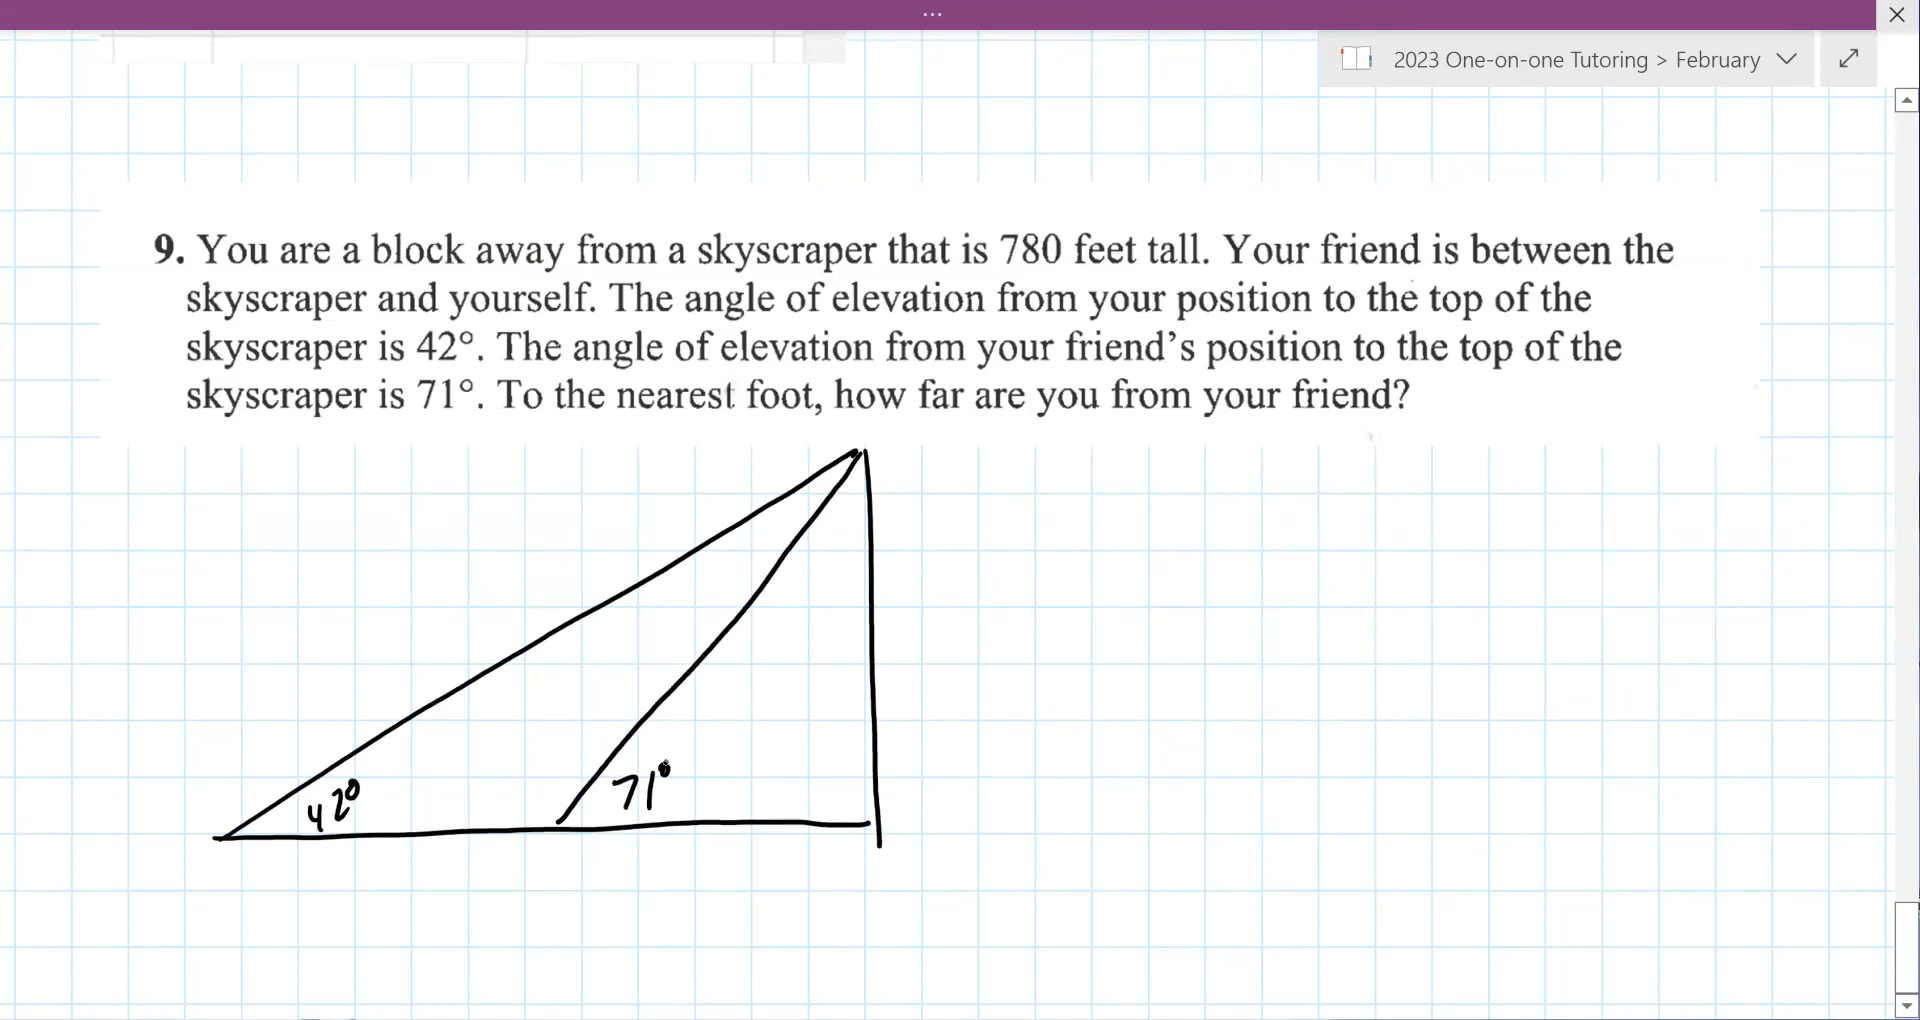 ...
2023 One-on-one Tutoring > February
9. You are a block away from a skyscraper that is 780 feet tall. Your friend is between the
skyscraper and yourself. The angle of elevation from your position to the top of the
skyscraper is 42°. The angle of elevation from your friend's position to the top of the
skyscraper is 71°. To the nearest foot, how far are you from your friend?
42°
71°